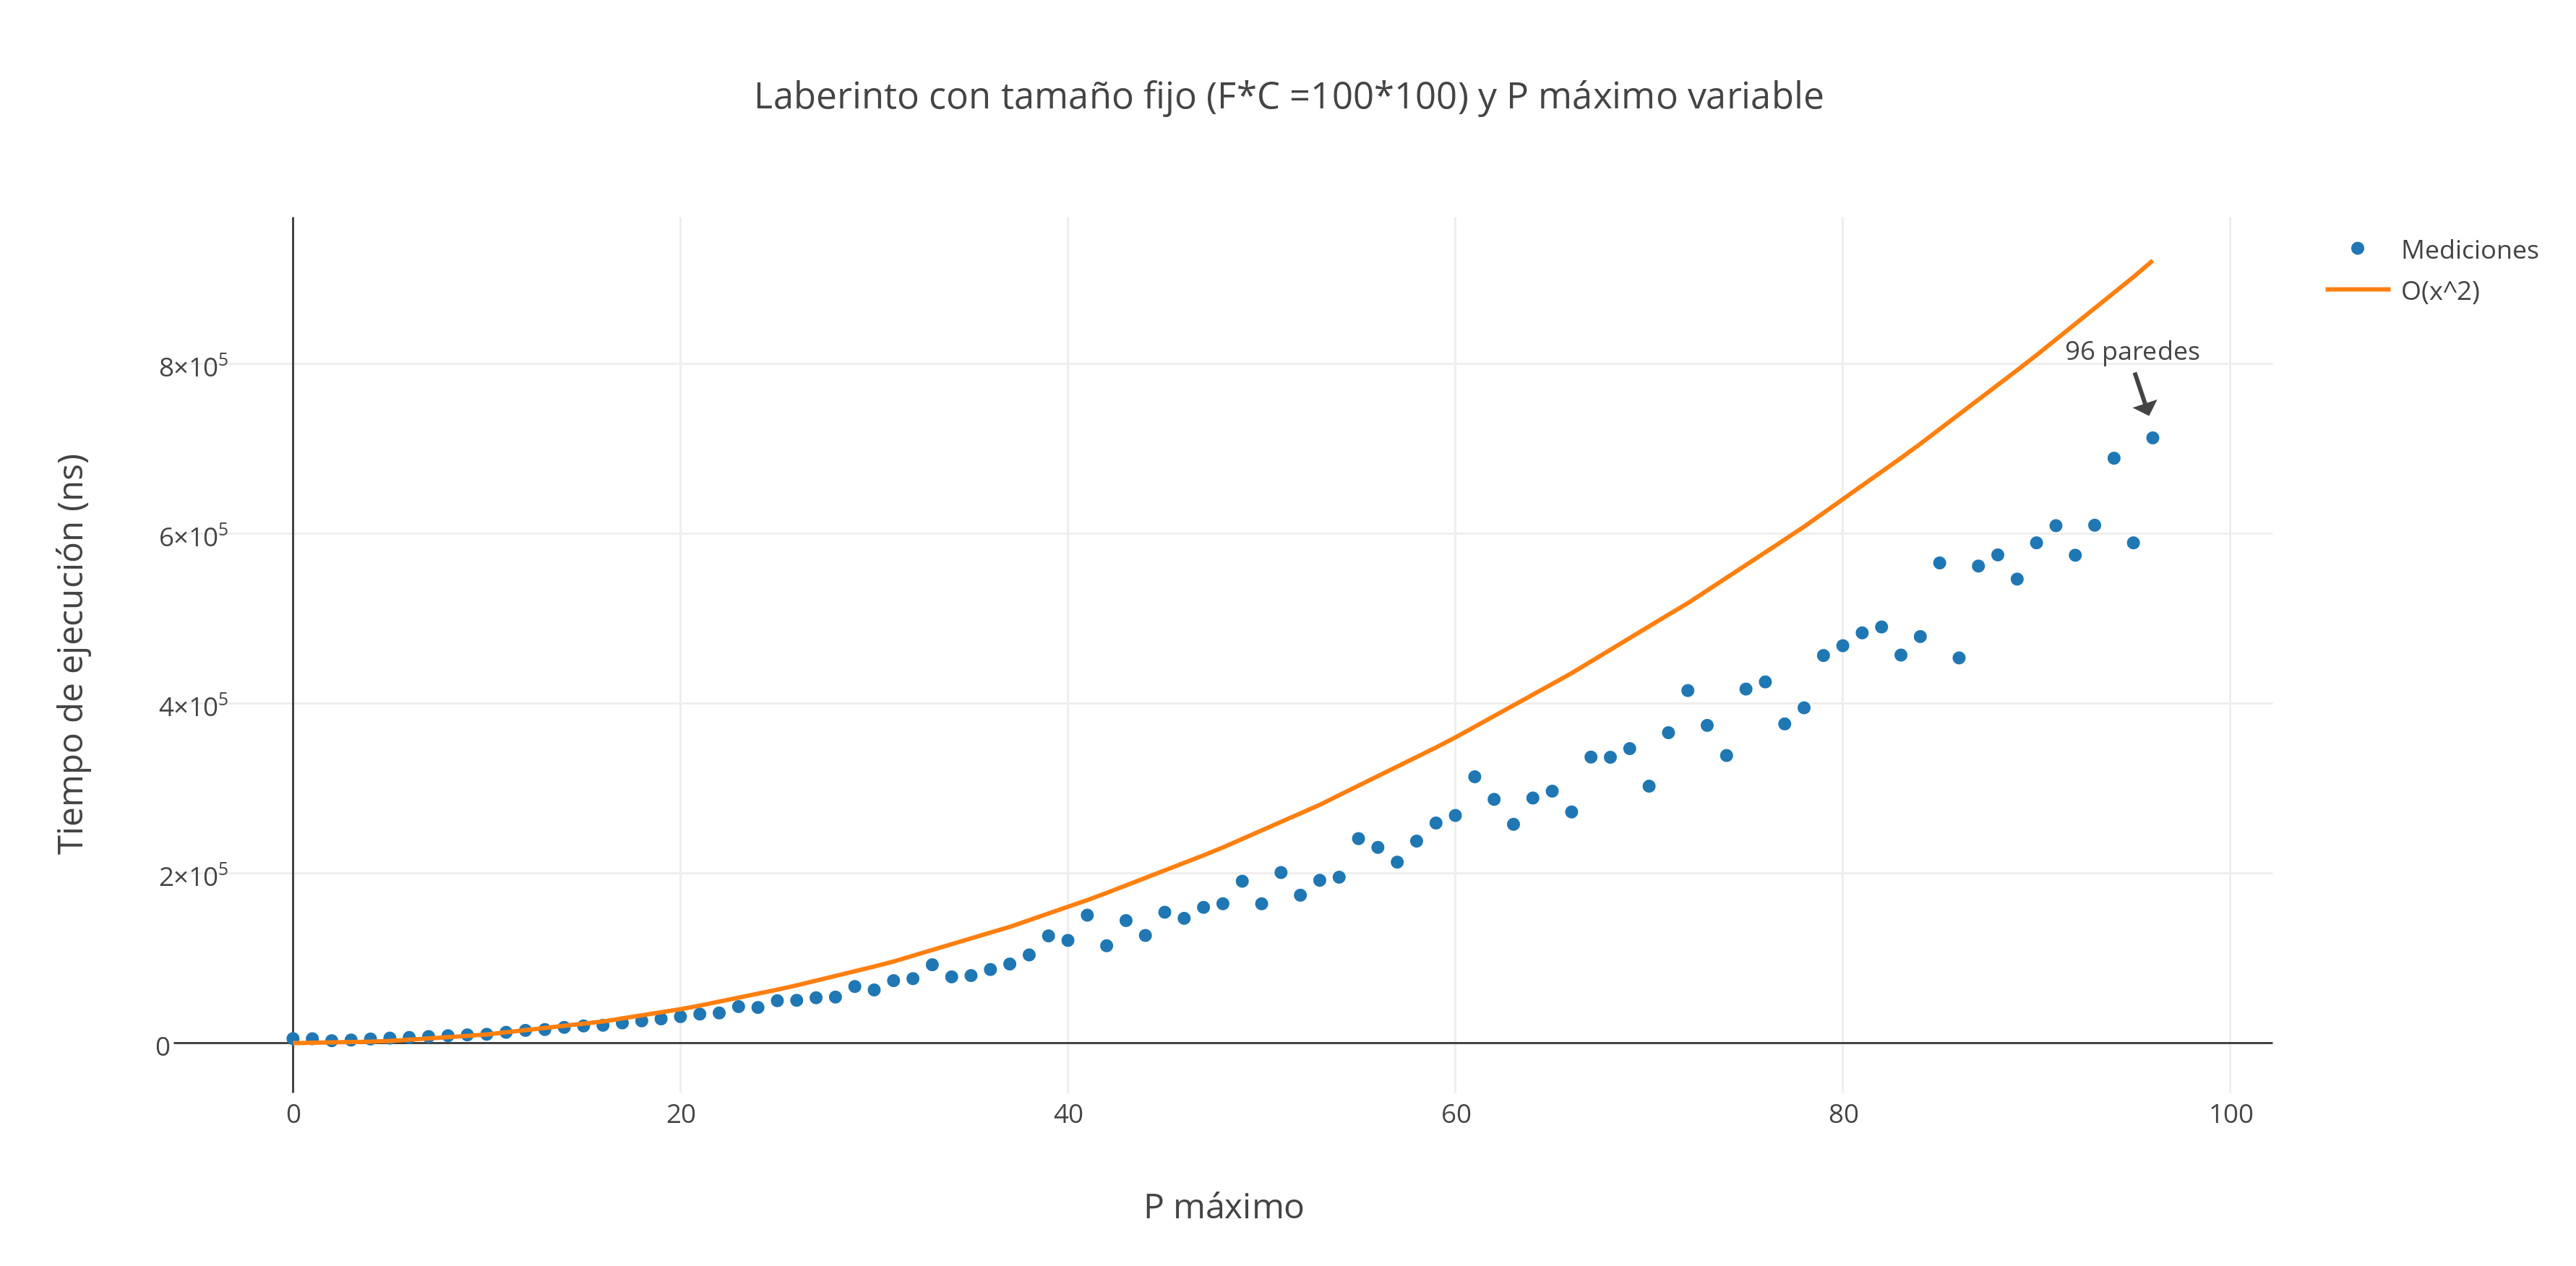 Laberinto con tamaño fijo (F*C =100*100) y P máximo variable
Mediciones
O(x^2)
96 paredes
Tiempo de ejecución (ns)
8×10⁵
6×10⁵
4×10⁵
2×10⁵
0
0 20 40 60 80 100
P máximo